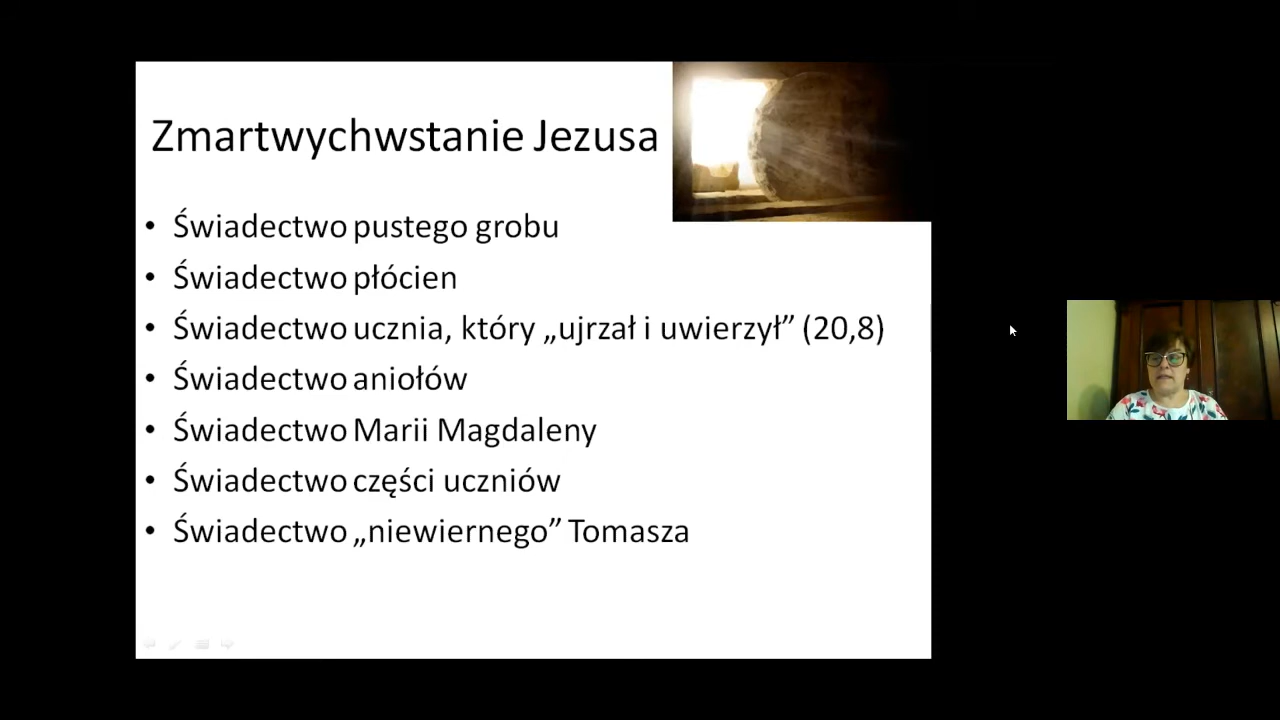 Zmartwychwstanie Jezusa
• Świadectwo pustego grobu
• Świadectwo płócien
• Świadectwo ucznia, który „ujrzał i uwierzył” (20,8)
• Świadectwo aniołów
• Świadectwo Marii Magdaleny
• Świadectwo części uczniów
• Świadectwo „niewiernego” Tomasza